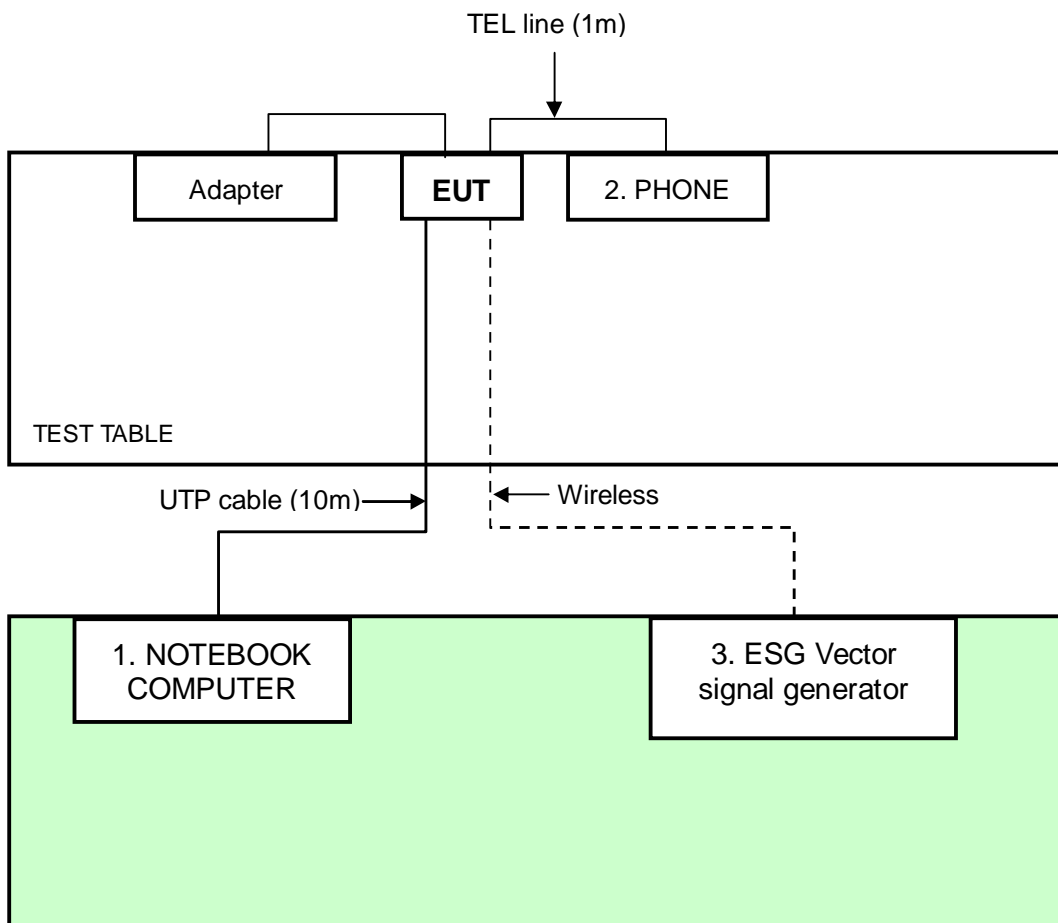 TEL line (1m)
Adapter
EUT
2. PHONE
TEST TABLE
UTP cable (10m)
Wireless
1. NOTEBOOK
COMPUTER
3. ESG Vector
signal generator